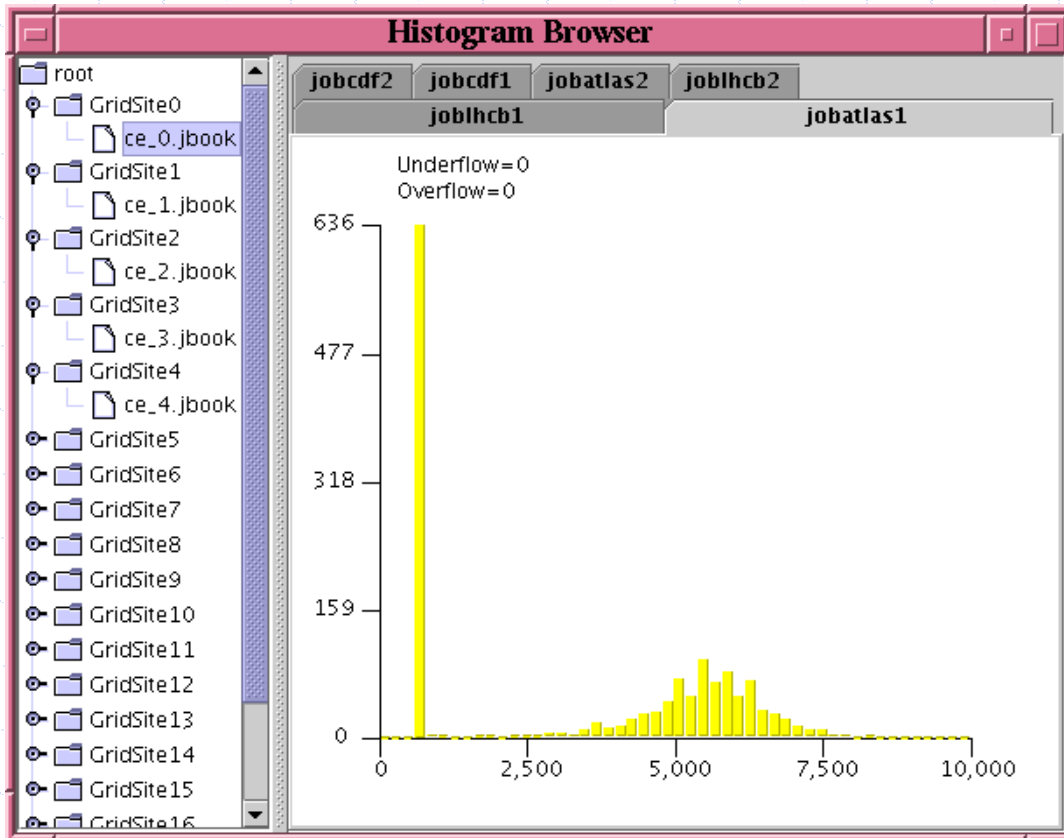 Histogram Browser
root
GridSite0
ce_0.jbook
GridSite1
ce_1.jbook
GridSite2
ce_2.jbook
GridSite3
ce_3.jbook
GridSite4
ce_4.jbook
GridSite5
GridSite6
GridSite7
GridSite8
GridSite9
GridSite10
GridSite11
GridSite12
GridSite13
GridSite14
GridSite15
GridSite16
jobcdf2 jobcdf1 jobatlas2 joblhcb2
joblhcb1 jobatlas1
Underflow=0
Overflow=0
636
477
318
159
0
0 2,500 5,000 7,500 10,000